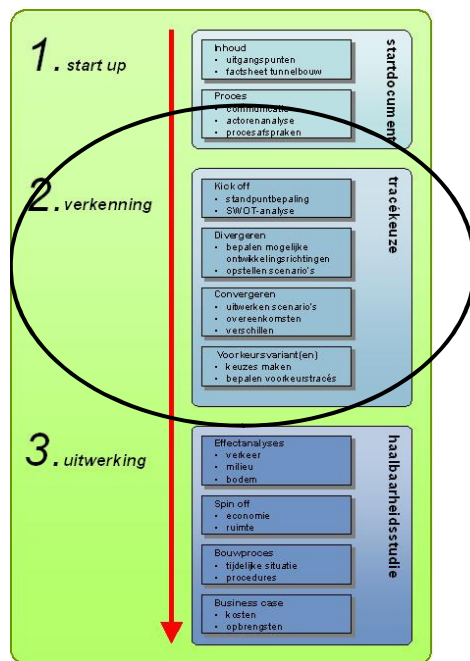 1. start up
Inhoud
• uitgangspunten
• factsheet tunnelbouw
Proces
• communicatie
• actorenanalyse
• procesafspraken
startdocument
2. verkenning
Kick off
• standpuntbepaling
• SWOT-analyse
Divergeren
• bepalen mogelijke
ontwikkelingsrichtingen
• opstellen scenario's
Convergeren
• uitwerken scenario's
• overeenkomsten
• verschillen
Voorkeursvariant(en)
• keuzes maken
• bepalen voorkeurstracés
tracékeuze
3. uitwerking
Effectanalyses
• verkeer
• milieu
• bodem
Spin off
• economie
• ruimte
Bouwproces
• tijdelijke situatie
• procedures
Business case
• kosten
• opbrengsten
haalbaarheidsstudie